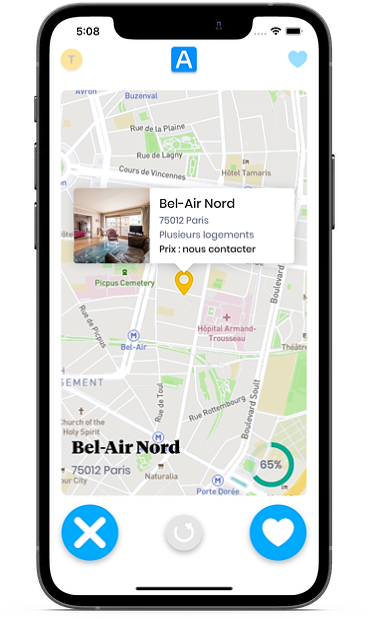 5:08
T
A
Avron
Buzenval
Rue de la Plaine
Rue de Lagny
Cours de Vincennes
Hôtel Tamaris
Bel-Air Nord
75012 Paris
Plusieurs logements
Prix : nous contacter
Picpus Cemetery
Boulevard
Rue de Picpus
Bel-Air
Hôpital Armand-
Trousseau
Théâtre
SEMENT
Rue de Toul
Rue Rottembourg
Boulevard Soult
Church of the
Holy Spirit
Bel-Air Nord
75012 Paris
65%
our City
Naturalia
Porte Dorée